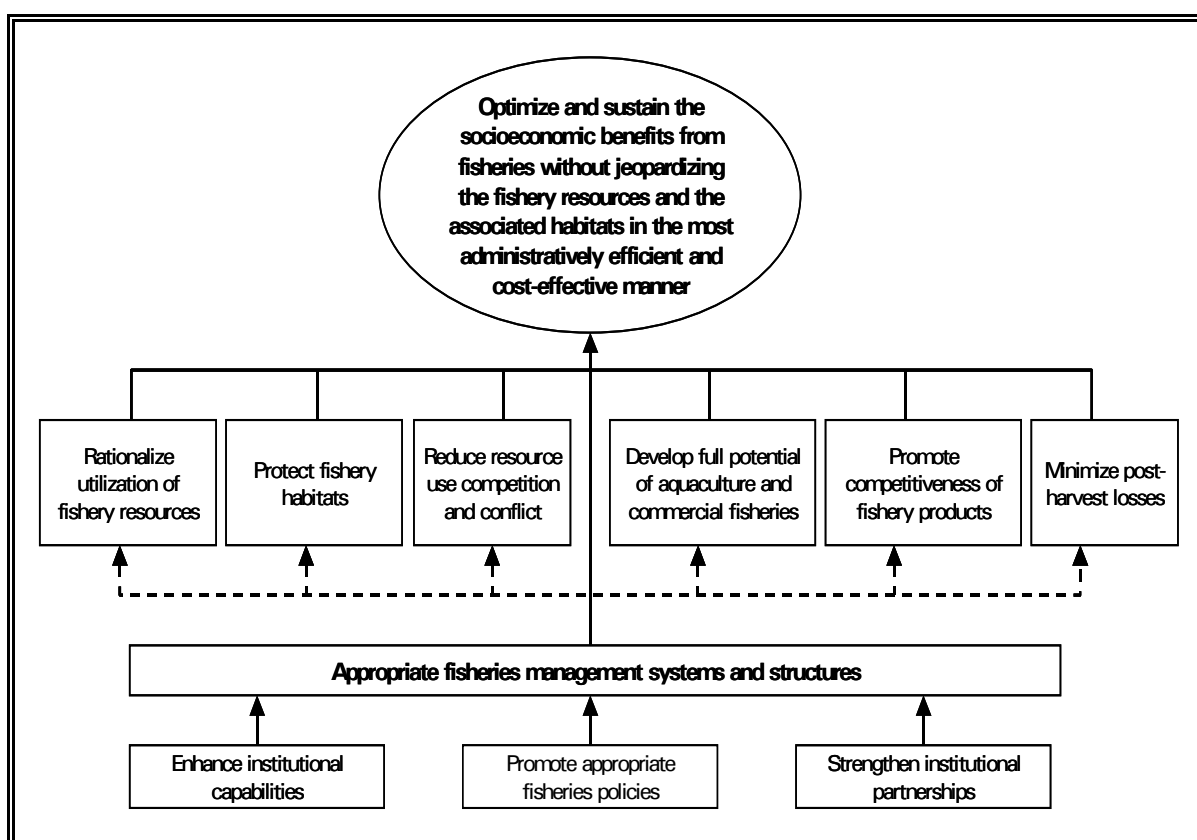 Optimize and sustain the
socioeconomic benefits from
fisheries without jeopardizing
the fishery resources and the
associated habitats in the most
administratively efficient and
cost-effective manner
Rationalize
utilization of
fishery resources
Protect fishery
habitats
Reduce resource
use competition
and conflict
Develop full potential
of aquaculture and
commercial fisheries
Promote
competitiveness of
fishery products
Minimize post-
harvest losses
Appropriate fisheries management systems and structures
Enhance institutional
capabilities
Promote appropriate
fisheries policies
Strengthen institutional
partnerships